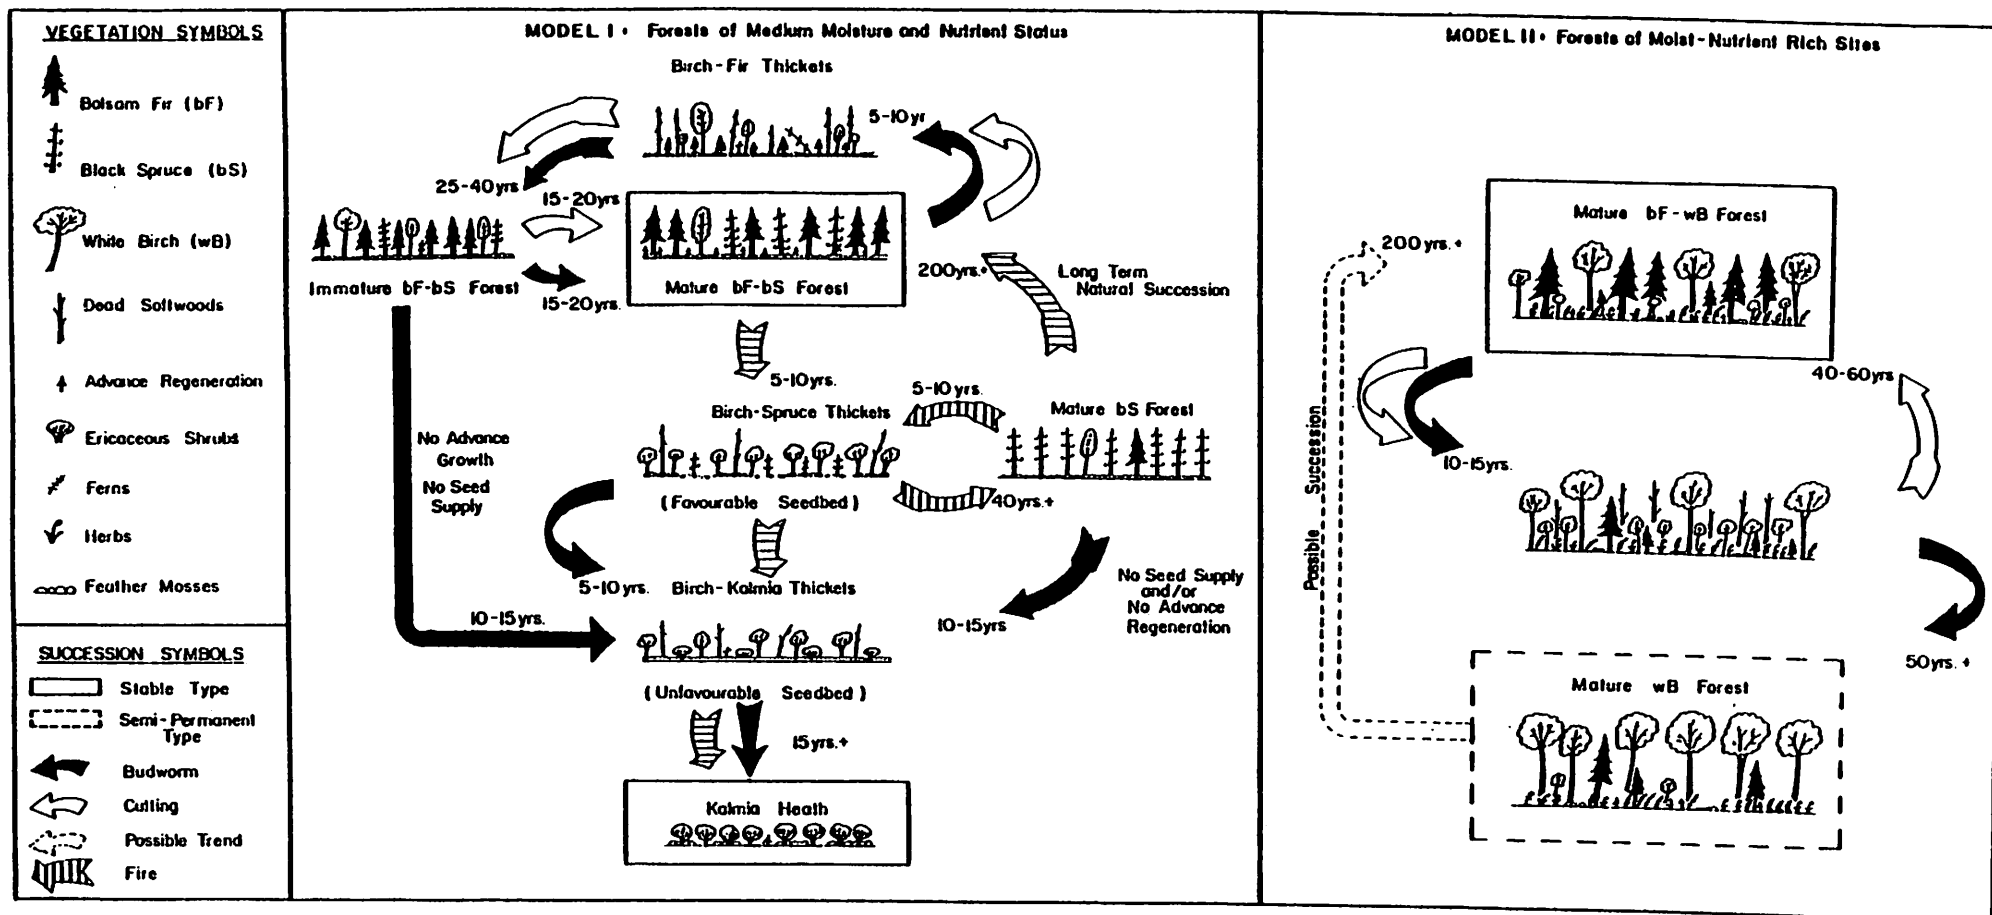 VEGETATION SYMBOLS
Balsam Fir (bF)
Black Spruce (bS)
White Birch (wB)
Dead Softwoods
Advance Regeneration
Ericaceous Shrubs
Ferns
Herbs
Feather Mosses
SUCCESSION SYMBOLS
Stable Type
Semi-Permanent
Type
Budworm
Cutting
Possible Trend
Fire
MODEL I• Forests of Medium Moisture and Nutrient Status
Birch-Fir Thickets
5-10yr
25-40yrs
15-20yrs
Immature bF-bS Forest
15-20yrs.
Mature bF-bS Forest
200yrs.+
Long Term
Natural Succession
5-10yrs.
5-10yrs.
Birch-Spruce Thickets
Mature bS Forest
No Advance
Growth
No Seed
Supply
(Favourable Seedbed)
40yrs.+
5-10yrs.
Birch-Kalmia Thickets
10-15yrs.
10-15yrs
No Seed Supply
and/or
No Advance
Regeneration
(Unfavourable Seedbed)
15yrs.+
Kalmia Heath
MODEL II• Forests of Moist-Nutrient Rich Sites
Mature bF-wB Forest
200yrs.+
40-60yrs
10-15yrs.
Possible Succession
50yrs.+
Mature wB Forest